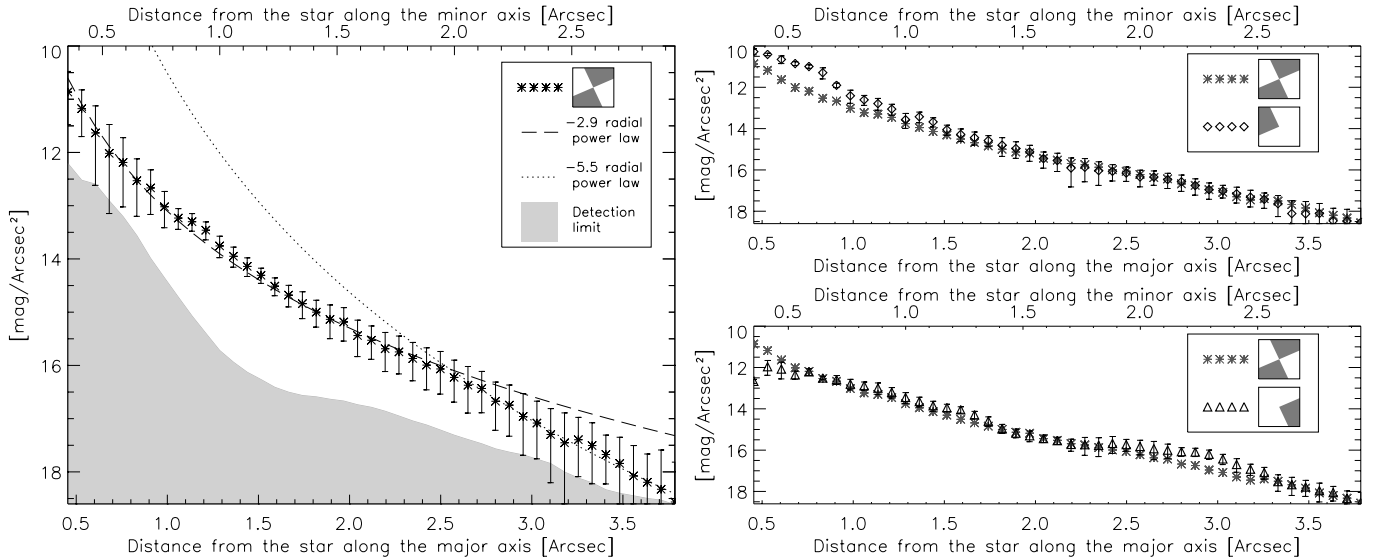 Distance from the star along the minor axis [Arcsec]
0.5 1.0 1.5 2.0 2.5
10
12
14
16
18
[mag/Arcsec²]
−2.9 radial
power law
−5.5 radial
power law
Detection
limit
0.5 1.0 1.5 2.0 2.5 3.0 3.5
Distance from the star along the major axis [Arcsec]
Distance from the star along the minor axis [Arcsec]
0.5 1.0 1.5 2.0 2.5
10
12
14
16
18
[mag/Arcsec²]
0.5 1.0 1.5 2.0 2.5 3.0 3.5
Distance from the star along the major axis [Arcsec]
Distance from the star along the minor axis [Arcsec]
0.5 1.0 1.5 2.0 2.5
10
12
14
16
18
[mag/Arcsec²]
0.5 1.0 1.5 2.0 2.5 3.0 3.5
Distance from the star along the major axis [Arcsec]